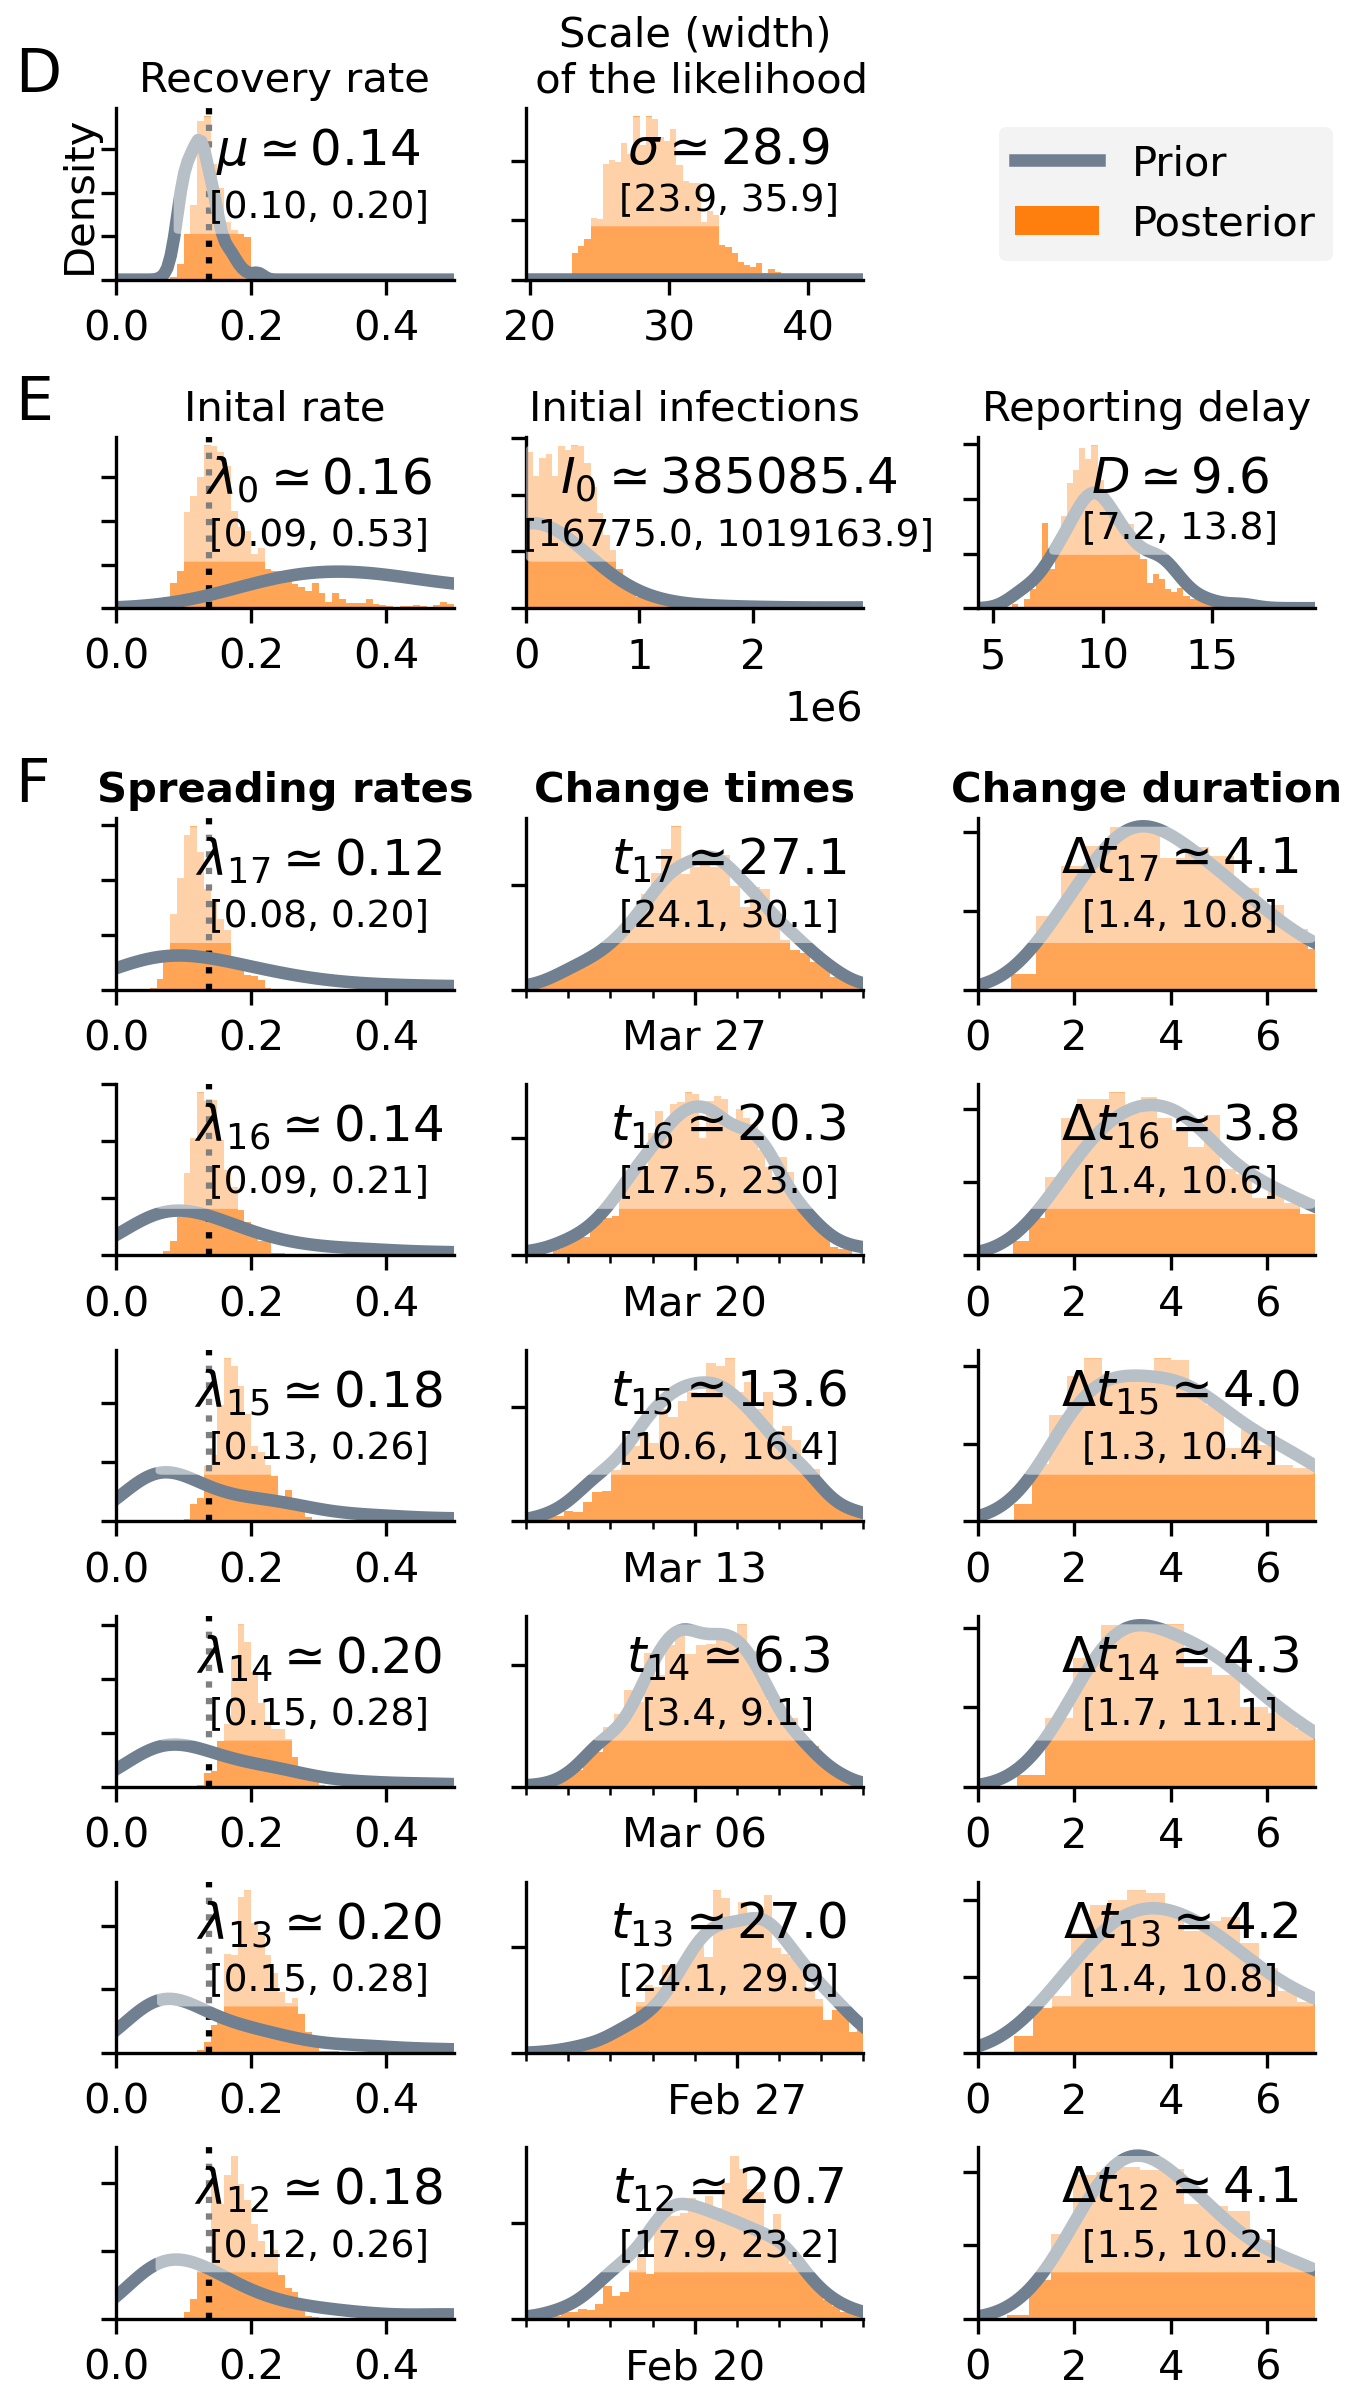 D
Recovery rate
Scale (width)
of the likelihood
Density
μ ≃ 0.14
[0.10, 0.20]
0.0 0.2 0.4
σ ≃ 28.9
[23.9, 35.9]
20 30 40
Prior
Posterior
E
Inital rate
λ0 ≃ 0.16
[0.09, 0.53]
0.0 0.2 0.4
Initial infections
I0 ≃ 385085.4
[16775.0, 1019163.9]
0 1 2
1e6
Reporting delay
D ≃ 9.6
[7.2, 13.8]
5 10 15
F
Spreading rates
Change times
Change duration
λ17 ≃ 0.12
[0.08, 0.20]
0.0 0.2 0.4
t17 ≃ 27.1
[24.1, 30.1]
Mar 27
Δt17 ≃ 4.1
[1.4, 10.8]
0 2 4 6
λ16 ≃ 0.14
[0.09, 0.21]
0.0 0.2 0.4
t16 ≃ 20.3
[17.5, 23.0]
Mar 20
Δt16 ≃ 3.8
[1.4, 10.6]
0 2 4 6
λ15 ≃ 0.18
[0.13, 0.26]
0.0 0.2 0.4
t15 ≃ 13.6
[10.6, 16.4]
Mar 13
Δt15 ≃ 4.0
[1.3, 10.4]
0 2 4 6
λ14 ≃ 0.20
[0.15, 0.28]
0.0 0.2 0.4
t14 ≃ 6.3
[3.4, 9.1]
Mar 06
Δt14 ≃ 4.3
[1.7, 11.1]
0 2 4 6
λ13 ≃ 0.20
[0.15, 0.28]
0.0 0.2 0.4
t13 ≃ 27.0
[24.1, 29.9]
Feb 27
Δt13 ≃ 4.2
[1.4, 10.8]
0 2 4 6
λ12 ≃ 0.18
[0.12, 0.26]
0.0 0.2 0.4
t12 ≃ 20.7
[17.9, 23.2]
Feb 20
Δt12 ≃ 4.1
[1.5, 10.2]
0 2 4 6